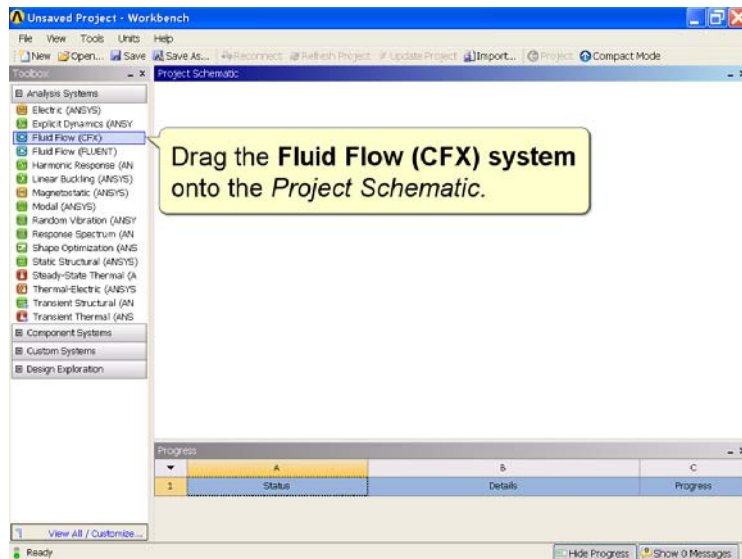 Unsaved Project - Workbench
File View Tools Units Help
New Open... Save Save As... Reconnect Refresh Project Update Project Import... Project Compact Mode
Toolbox
Project Schematic
Analysis Systems
Electric (ANSYS)
Explicit Dynamics (ANSY
Fluid Flow (CFX)
Fluid Flow (FLUENT)
Harmonic Response (AN
Linear Buckling (ANSYS)
Magnetostatic (ANSYS)
Modal (ANSYS)
Random Vibration (ANSY
Response Spectrum (AN
Shape Optimization (ANS
Static Structural (ANSYS)
Steady-State Thermal (A
Thermal-Electric (ANSYS
Transient Structural (AN
Transient Thermal (ANS
Component Systems
Custom Systems
Design Exploration
View All / Customize...
Drag the Fluid Flow (CFX) system
onto the Project Schematic.
Progress
A B C
1 Status Details Progress
Ready
Hide Progress Show 0 Messages